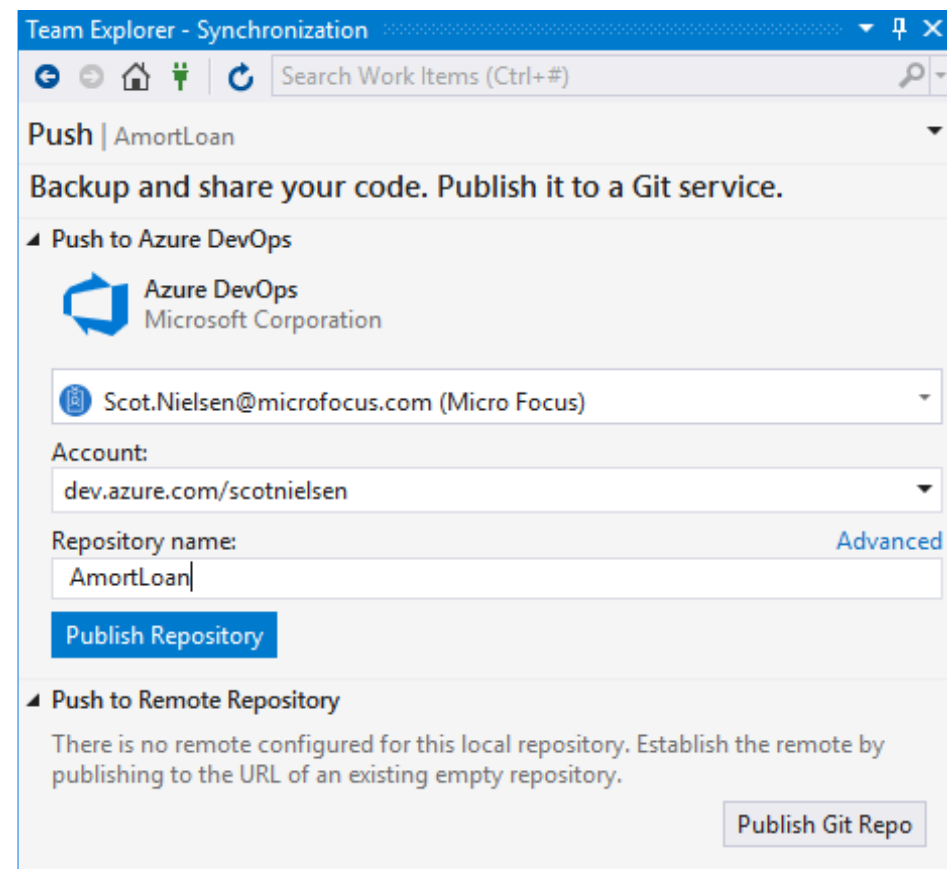 Team Explorer - Synchronization
Search Work Items (Ctrl+#)
Push | AmortLoan
Backup and share your code. Publish it to a Git service.
Push to Azure DevOps
Azure DevOps
Microsoft Corporation
Scot.Nielsen@microfocus.com (Micro Focus)
Account:
dev.azure.com/scotnielsen
Repository name: Advanced
AmortLoan
Publish Repository
Push to Remote Repository
There is no remote configured for this local repository. Establish the remote by
publishing to the URL of an existing empty repository.
Publish Git Repo